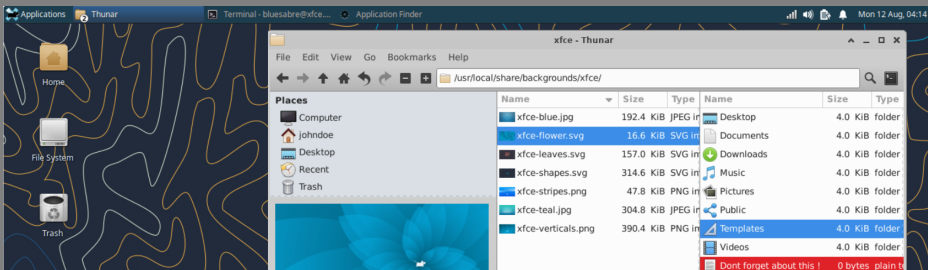 Applications
2
Thunar
Terminal - bluesabre@xfce....
Application Finder
Mon 12 Aug, 04:14
xfce - Thunar
File Edit View Go Bookmarks Help
/usr/local/share/backgrounds/xfce/
Home
File System
Trash
Places
Computer
johndoe
Desktop
Recent
Trash
Name Size Type
xfce-blue.jpg 192.4 KiB JPEG im
xfce-flower.svg 16.6 KiB SVG im
xfce-leaves.svg 157.0 KiB SVG im
xfce-shapes.svg 314.6 KiB SVG im
xfce-stripes.png 47.8 KiB PNG in
xfce-teal.jpg 304.8 KiB JPEG im
xfce-verticals.png 390.4 KiB PNG in
Name Size Type
Desktop 4.0 KiB folder
Documents 4.0 KiB folder
Downloads 4.0 KiB folder
Music 4.0 KiB folder
Pictures 4.0 KiB folder
Public 4.0 KiB folder
Templates 4.0 KiB folder
Videos 4.0 KiB folder
Dont forget about this ! 0 bytes plain t